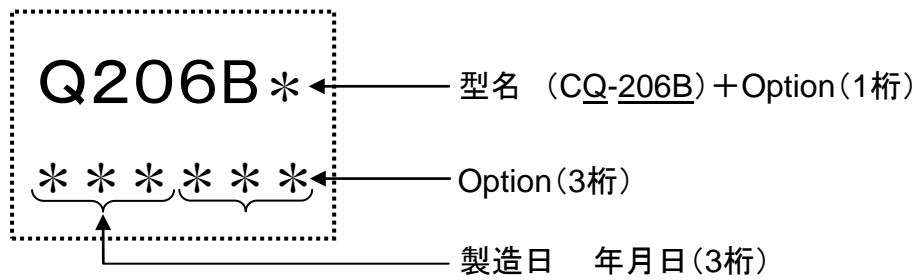 Q206B* 型名 (CQ-206B)+Option(1桁)
****** Option(3桁)
製造日 年月日(3桁)